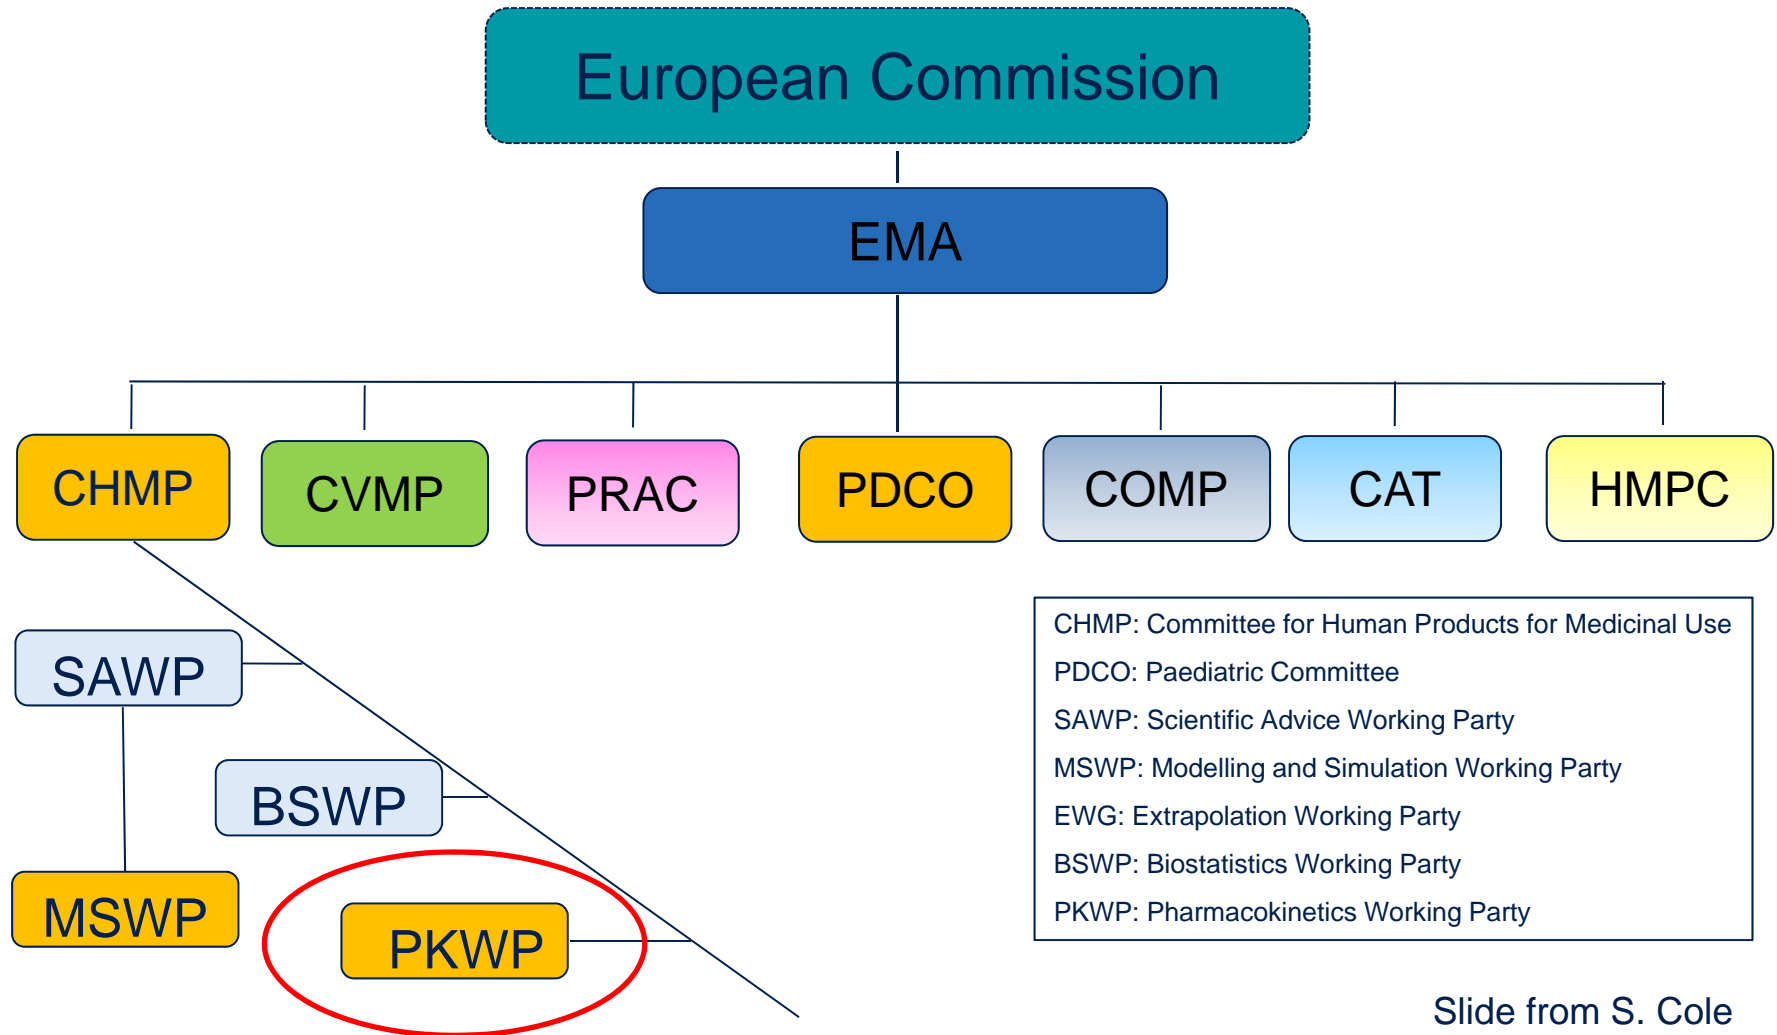 European Commission
EMA
CHMP
CVMP
PRAC
PDCO
COMP
CAT
HMPC
SAWP
BSWP
MSWP
PKWP
CHMP: Committee for Human Products for Medicinal Use
PDCO: Paediatric Committee
SAWP: Scientific Advice Working Party
MSWP: Modelling and Simulation Working Party
EWG: Extrapolation Working Party
BSWP: Biostatistics Working Party
PKWP: Pharmacokinetics Working Party
Slide from S. Cole